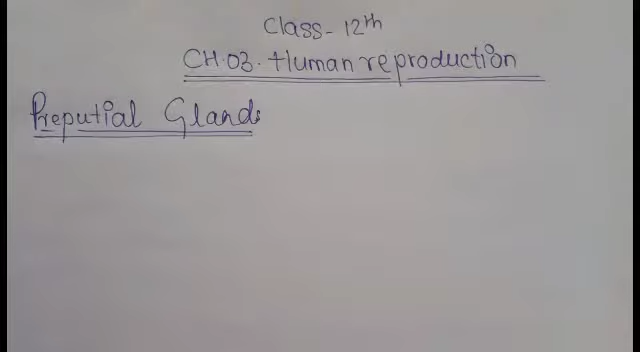 Class- 12th
CH.03. Human reproduction
Preputial Glands